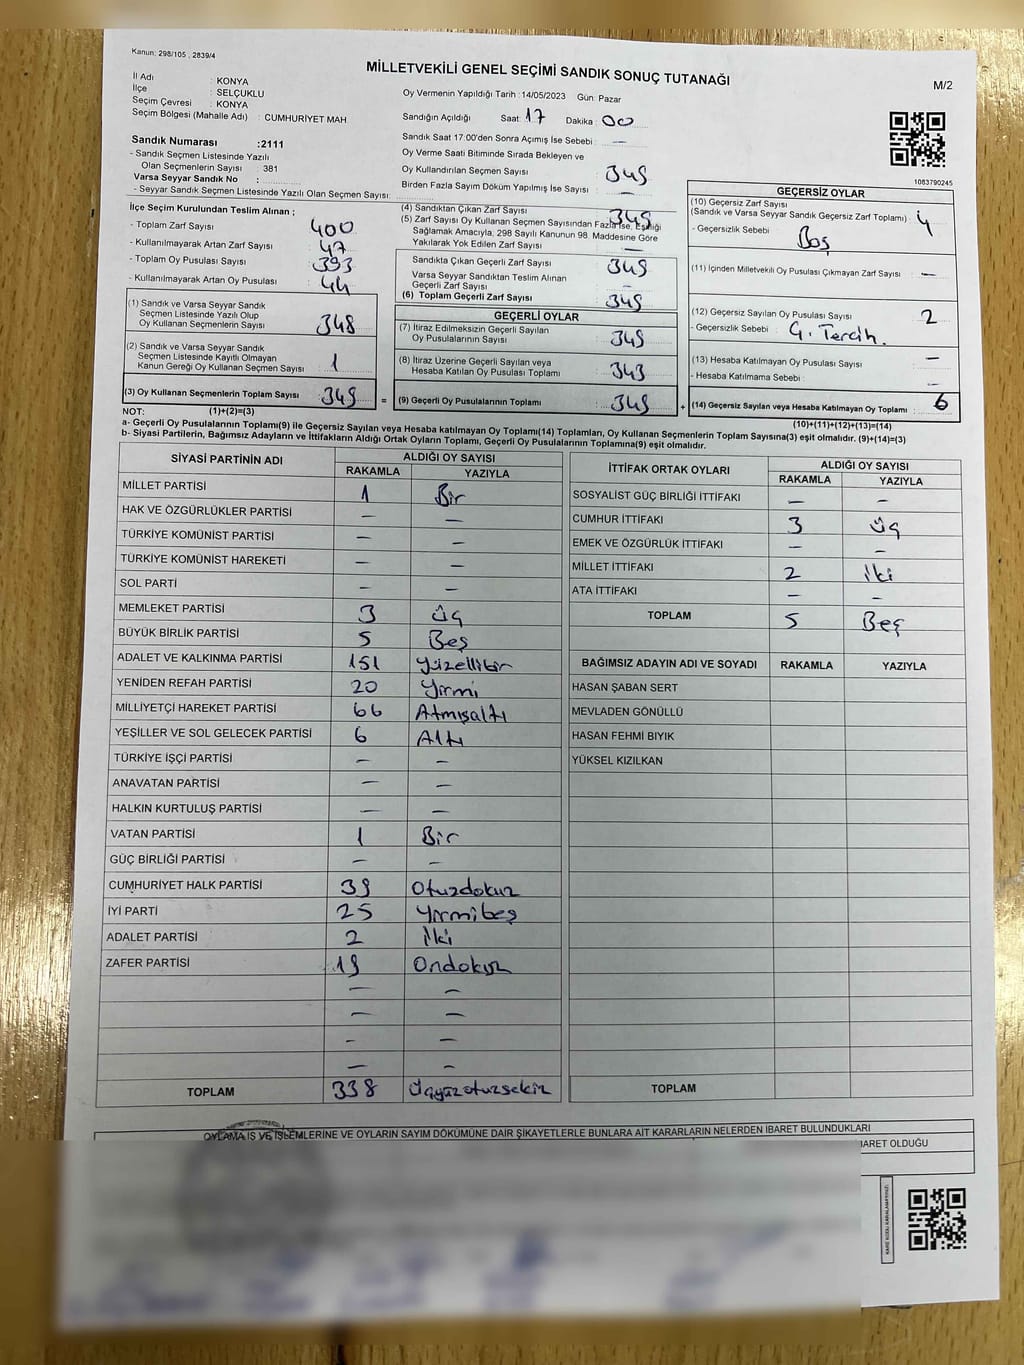 Kanun: 298/105 , 2839/4
MİLLETVEKİLİ GENEL SEÇİMİ SANDIK SONUÇ TUTANAĞI
M/2
İl Adı : KONYA
İlçe : SELÇUKLU
Seçim Çevresi : KONYA
Seçim Bölgesi (Mahalle Adı) : CUMHURİYET MAH.
Sandık Numarası :2111
- Sandık Seçmen Listesinde Yazılı
Olan Seçmenlerin Sayısı : 381
Varsa Seyyar Sandık No :
- Seyyar Sandık Seçmen Listesinde Yazılı Olan Seçmen Sayısı:
Oy Vermenin Yapıldığı Tarih :14/05/2023 Gün: Pazar
Sandığın Açıldığı Saat: 17 Dakika : 00
Sandık Saat 17:00'den Sonra Açımış İse Sebebi : —
Oy Verme Saati Bitiminde Sırada Bekleyen ve
Oy Kullandırılan Seçmen Sayısı : 349
Birden Fazla Sayım Döküm Yapılmış İse Sayısı : —
1083790245
İlçe Seçim Kurulundan Teslim Alınan ;
- Toplam Zarf Sayısı : 400
- Kullanılmayarak Artan Zarf Sayısı : 47
- Toplam Oy Pusulası Sayısı : 393
- Kullanılmayarak Artan Oy Pusulası : 44
(1) Sandık ve Varsa Seyyar Sandık
Seçmen Listesinde Yazılı Olup
Oy Kullanan Seçmenlerin Sayısı : 348
(2) Sandık ve Varsa Seyyar Sandık
Seçmen Listesinde Kayıtlı Olmayan
Kanun Gereği Oy Kullanan Seçmen Sayısı : 1
(3) Oy Kullanan Seçmenlerin Toplam Sayısı : 349
(4) Sandıktan Çıkan Zarf Sayısı : 349
(5) Zarf Sayısı Oy Kullanan Seçmen Sayısından Fazla İse, Eşitliği
Sağlamak Amacıyla, 298 Sayılı Kanunun 98. Maddesine Göre
Yakılarak Yok Edilen Zarf Sayısı : —
Sandıkta Çıkan Geçerli Zarf Sayısı : 349
Varsa Seyyar Sandıktan Teslim Alınan
Geçerli Zarf Sayısı : —
(6) Toplam Geçerli Zarf Sayısı : 349
GEÇERLİ OYLAR
(7) İtiraz Edilmeksizin Geçerli Sayılan
Oy Pusulalarının Sayısı : 349
(8) İtiraz Üzerine Geçerli Sayılan veya
Hesaba Katılan Oy Pusulası Toplamı : 343
= (9) Geçerli Oy Pusulalarının Toplamı : 349
GEÇERSİZ OYLAR
(10) Geçersiz Zarf Sayısı
(Sandık ve Varsa Seyyar Sandık Geçersiz Zarf Toplamı) : 4
- Geçersizlik Sebebi : Boş
(11) İçinden Milletvekili Oy Pusulası Çıkmayan Zarf Sayısı : —
(12) Geçersiz Sayılan Oy Pusulası Sayısı : 2
- Geçersizlik Sebebi : G. Tercih.
(13) Hesaba Katılmayan Oy Pusulası Sayısı : —
- Hesaba Katılmama Sebebi : —
+ (14) Geçersiz Sayılan veya Hesaba Katılmayan Oy Toplamı : 6
NOT: (1)+(2)=(3)
(10)+(11)+(12)+(13)=(14)
a- Geçerli Oy Pusulalarının Toplamı(9) ile Geçersiz Sayılan veya Hesaba katılmayan Oy Toplamı(14) Toplamları, Oy Kullanan Seçmenlerin Toplam Sayısına(3) eşit olmalıdır. (9)+(14)=(3)
b- Siyasi Partilerin, Bağımsız Adayların ve İttifakların Aldığı Ortak Oyların Toplamı, Geçerli Oy Pusulalarının Toplamına(9) eşit olmalıdır.
SİYASİ PARTİNİN ADI ALDIĞI OY SAYISI
RAKAMLA YAZIYLA
MİLLET PARTİSİ 1 Bir
HAK VE ÖZGÜRLÜKLER PARTİSİ — —
TÜRKİYE KOMÜNİST PARTİSİ — —
TÜRKİYE KOMÜNİST HAREKETİ — —
SOL PARTİ — —
MEMLEKET PARTİSİ 3 Üç
BÜYÜK BİRLİK PARTİSİ 5 Beş
ADALET VE KALKINMA PARTİSİ 151 Yüzellibir
YENİDEN REFAH PARTİSİ 20 Yirmi
MİLLİYETÇİ HAREKET PARTİSİ 66 Atmışaltı
YEŞİLLER VE SOL GELECEK PARTİSİ 6 Altı
TÜRKİYE İŞÇİ PARTİSİ — —
ANAVATAN PARTİSİ — —
HALKIN KURTULUŞ PARTİSİ — —
VATAN PARTİSİ 1 Bir
GÜÇ BİRLİĞİ PARTİSİ — —
CUMHURİYET HALK PARTİSİ 39 Otuzdokuz
İYİ PARTİ 25 Yirmibeş
ADALET PARTİSİ 2 İki
ZAFER PARTİSİ 19 Ondokuz
— —
— —
— —
— —
TOPLAM 338 Üçyüzotuzsekiz
İTTİFAK ORTAK OYLARI ALDIĞI OY SAYISI
RAKAMLA YAZIYLA
SOSYALİST GÜÇ BİRLİĞİ İTTİFAKI — —
CUMHUR İTTİFAKI 3 Üç
EMEK VE ÖZGÜRLÜK İTTİFAKI — —
MİLLET İTTİFAKI 2 İki
ATA İTTİFAKI — —
TOPLAM 5 Beş
BAĞIMSIZ ADAYIN ADI VE SOYADI RAKAMLA YAZIYLA
HASAN ŞABAN SERT
MEVLADEN GÖNÜLLÜ
HASAN FEHMI BIYIK
YÜKSEL KIZILKAN
TOPLAM
OYLAMA İŞ VE İŞLEMLERİNE VE OYLARIN SAYIM DÖKÜMÜNE DAİR ŞİKAYETLERLE BUNLARA AİT KARARLARIN NELERDEN İBARET BULUNDUKLARI
İBARET OLDUĞU